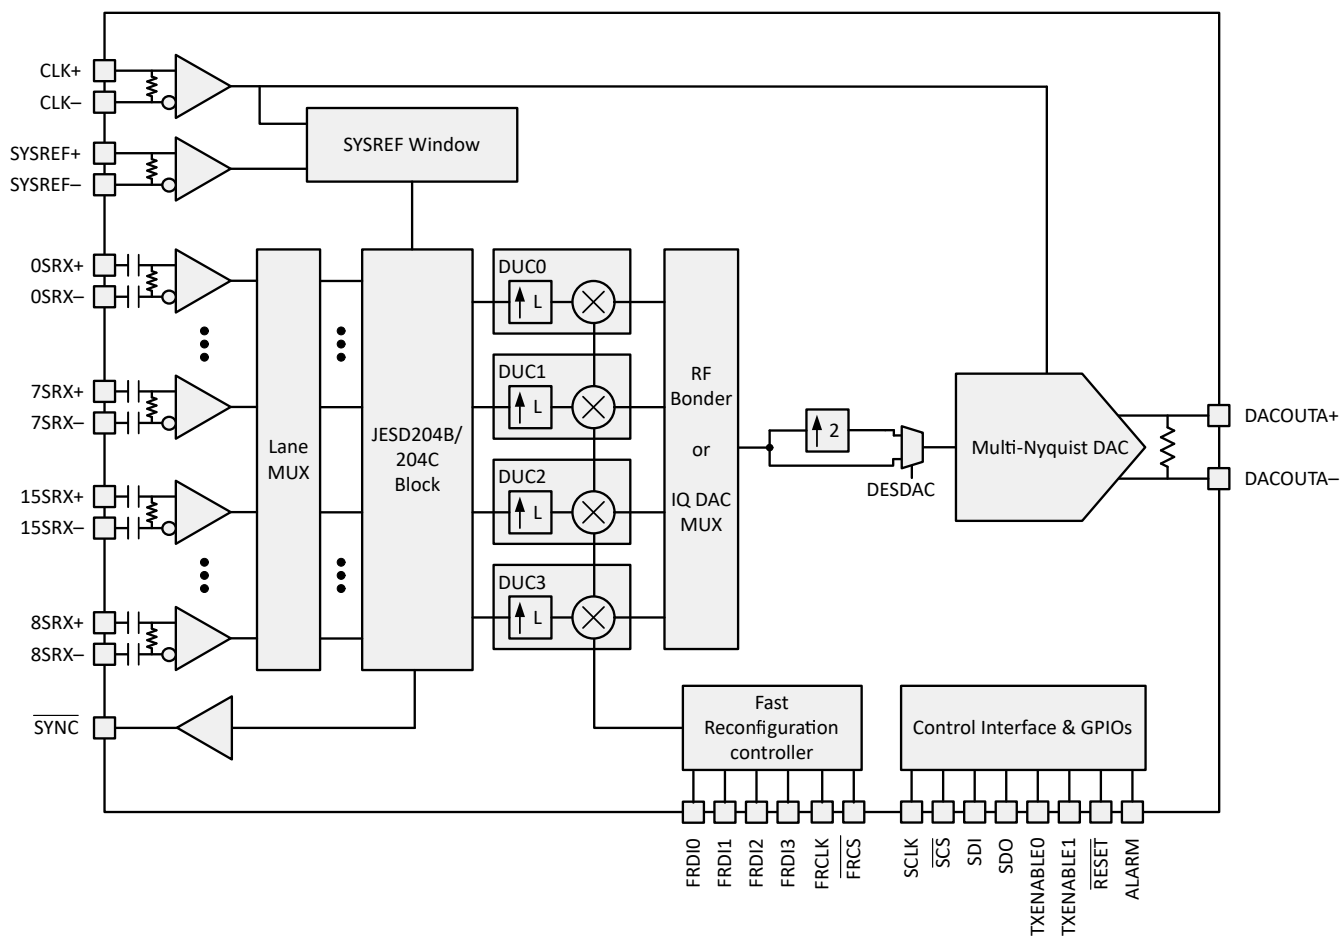 CLK+
CLK–
SYSREF+
SYSREF–
SYSREF Window
0SRX+
0SRX–
7SRX+
7SRX–
15SRX+
15SRX–
8SRX+
8SRX–
SYNC
Lane
MUX
JESD204B/
204C
Block
DUC0
L
DUC1
L
DUC2
L
DUC3
L
RF
Bonder
or
IQ DAC
MUX
2
DESDAC
Multi-Nyquist DAC
DACOUTA+
DACOUTA–
Fast
Reconfiguration
controller
Control Interface & GPIOs
FRDI0
FRDI1
FRDI2
FRDI3
FRCLK
FRCS
SCLK
SCS
SDI
SDO
TXENABLE0
TXENABLE1
RESET
ALARM